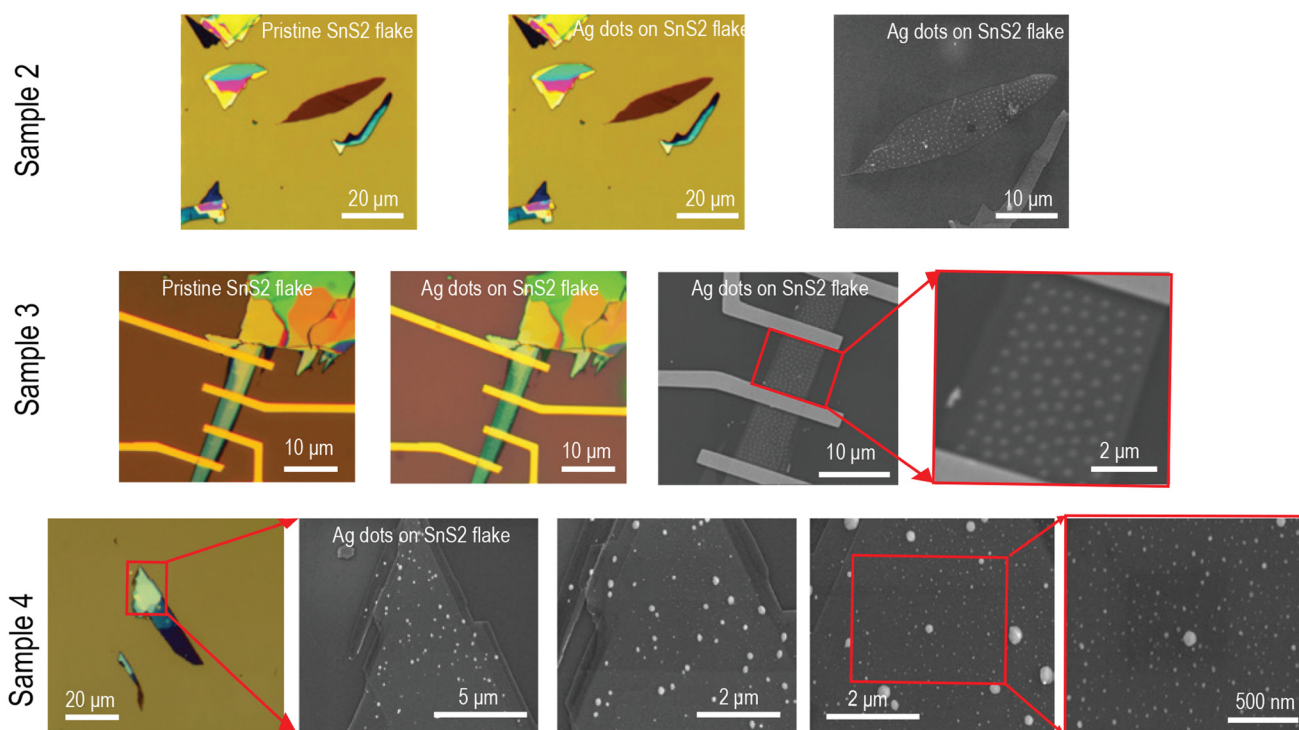 Sample 2
Pristine SnS2 flake
20 µm
Ag dots on SnS2 flake
20 µm
Ag dots on SnS2 flake
10 µm
Sample 3
Pristine SnS2 flake
10 µm
Ag dots on SnS2 flake
10 µm
Ag dots on SnS2 flake
10 µm
2 µm
Sample 4
20 µm
Ag dots on SnS2 flake
5 µm
2 µm
2 µm
500 nm